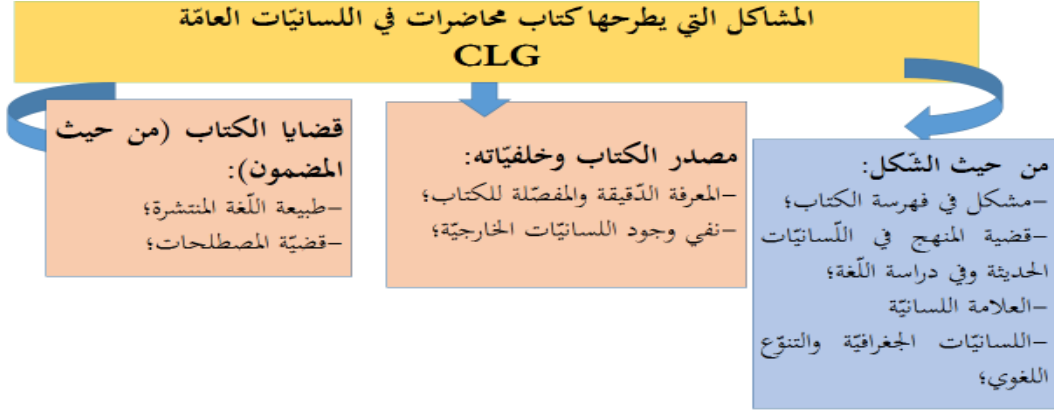 المشاكل التي يطرحها كتاب محاضرات في اللسانيّات العامّة
CLG
من حيث الشّكل:
-مشكل في فهرسة الكتاب؛
-قضية المنهج في اللّسانيّات
الحديثة وفي دراسة اللّغة؛
-العلامة اللسانيّة
-اللسانيّات الجغرافيّة والتنوّع
اللغوي؛
مصدر الكتاب وخلفيّاته:
-المعرفة الدّقيقة والمفصّلة للكتاب؛
-نفي وجود اللسانيّات الخارجيّة؛
قضايا الكتاب (من حيث
المضمون):
-طبيعة اللّغة المنتشرة؛
-قضيّة المصطلحات؛